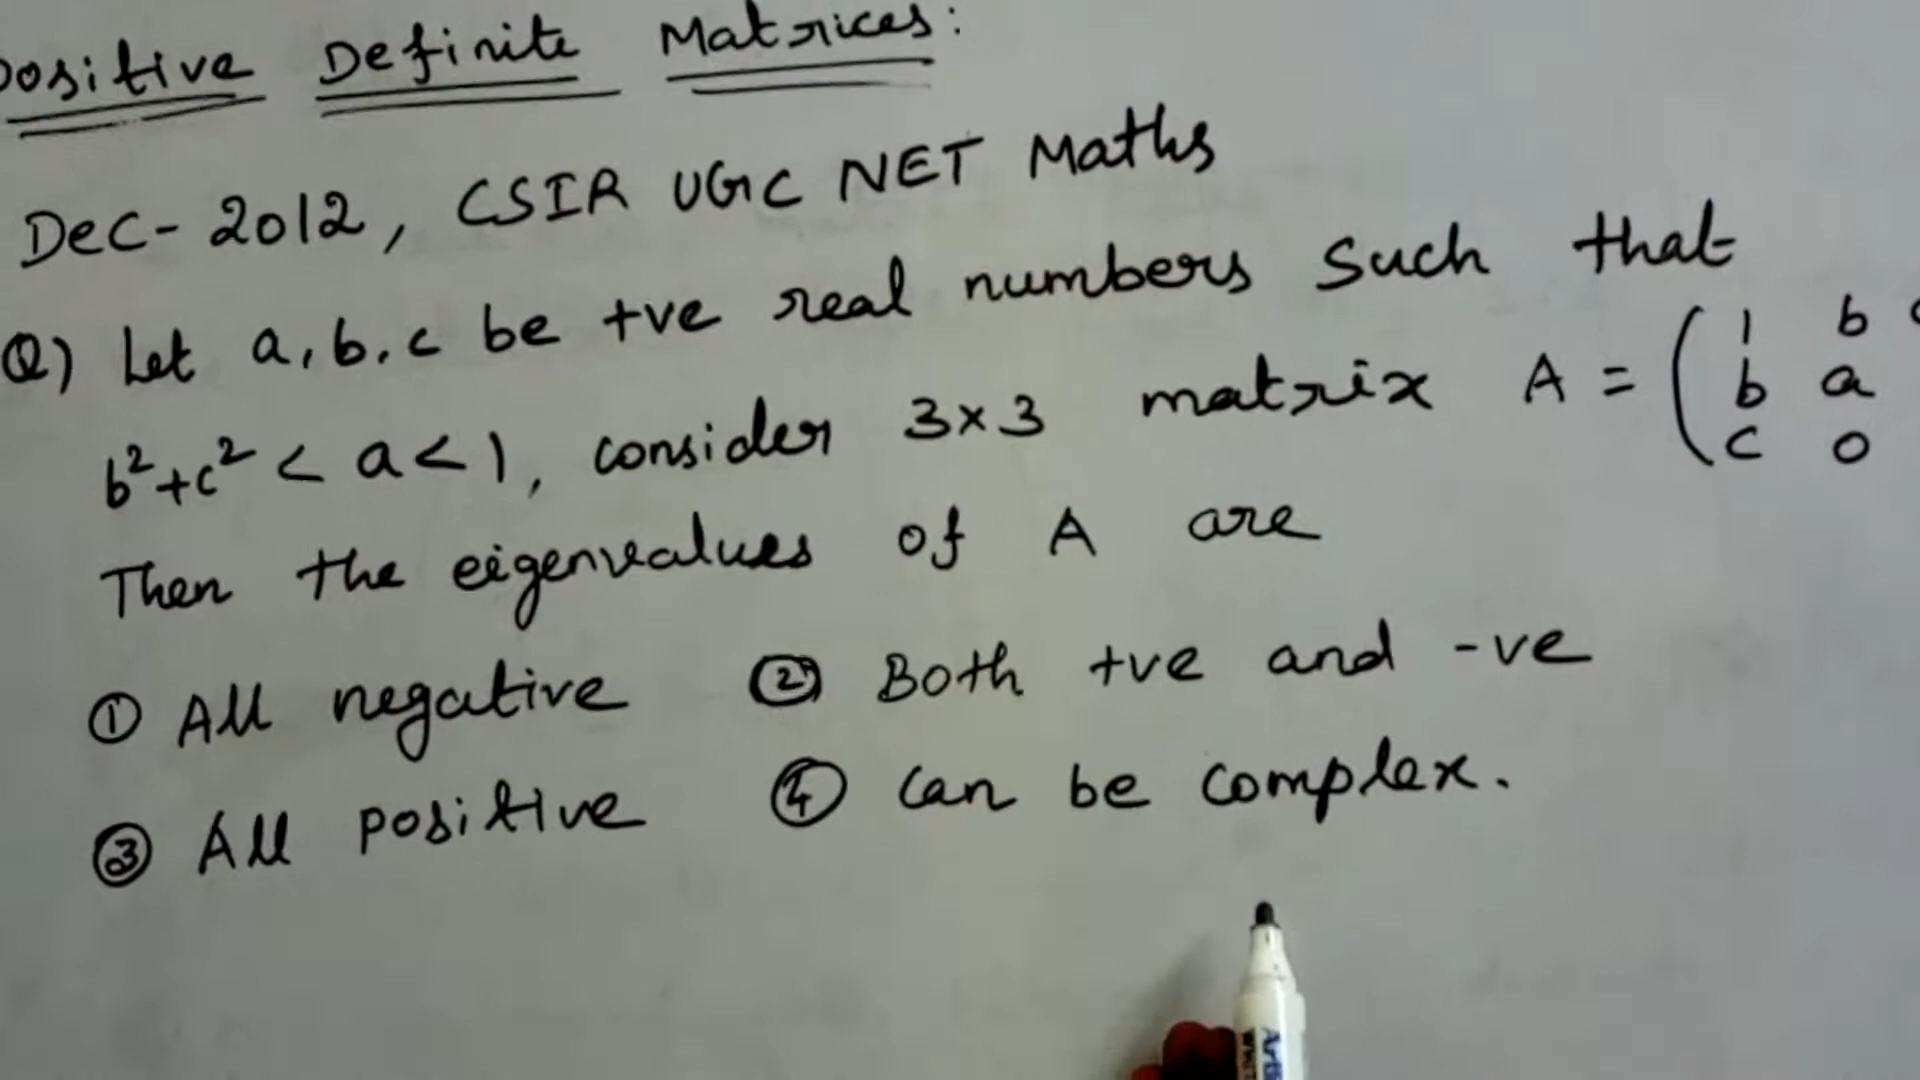 Positive Definite Matrices:
Dec-2012, CSIR UGC NET Maths
Q) Let a, b, c be +ve real numbers such that
b²+c² < a < 1, consider 3×3 matrix A = (1 b
b a
c 0
Then the eigenvalues of A are
① All negative ② Both +ve and -ve
③ All positive ④ can be complex.